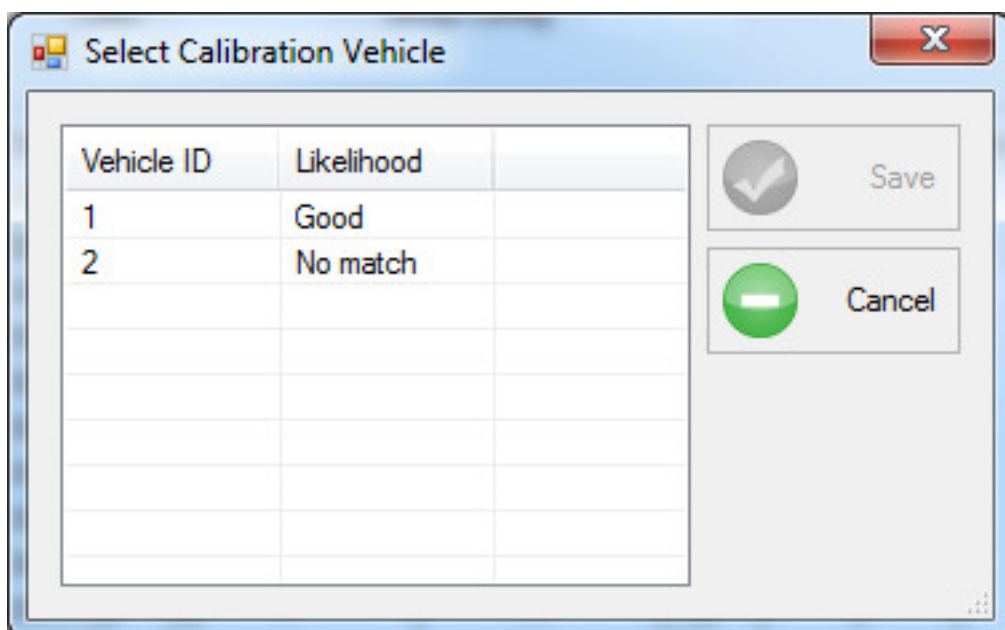 Select Calibration Vehicle
Vehicle ID Likelihood
1 Good
2 No match
Save
Cancel